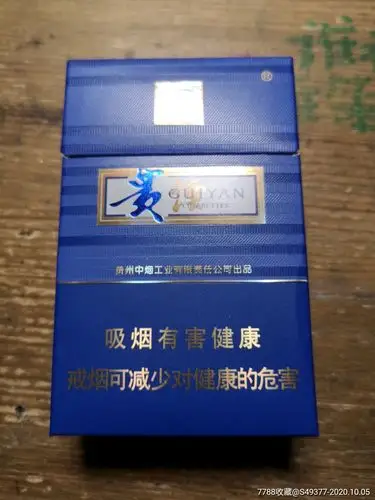 ®
贵烟
GUIYAN
CIGARETTES
贵州中烟工业有限责任公司出品
吸烟有害健康
戒烟可减少对健康的危害
7788收藏@S49377-2020.10.05